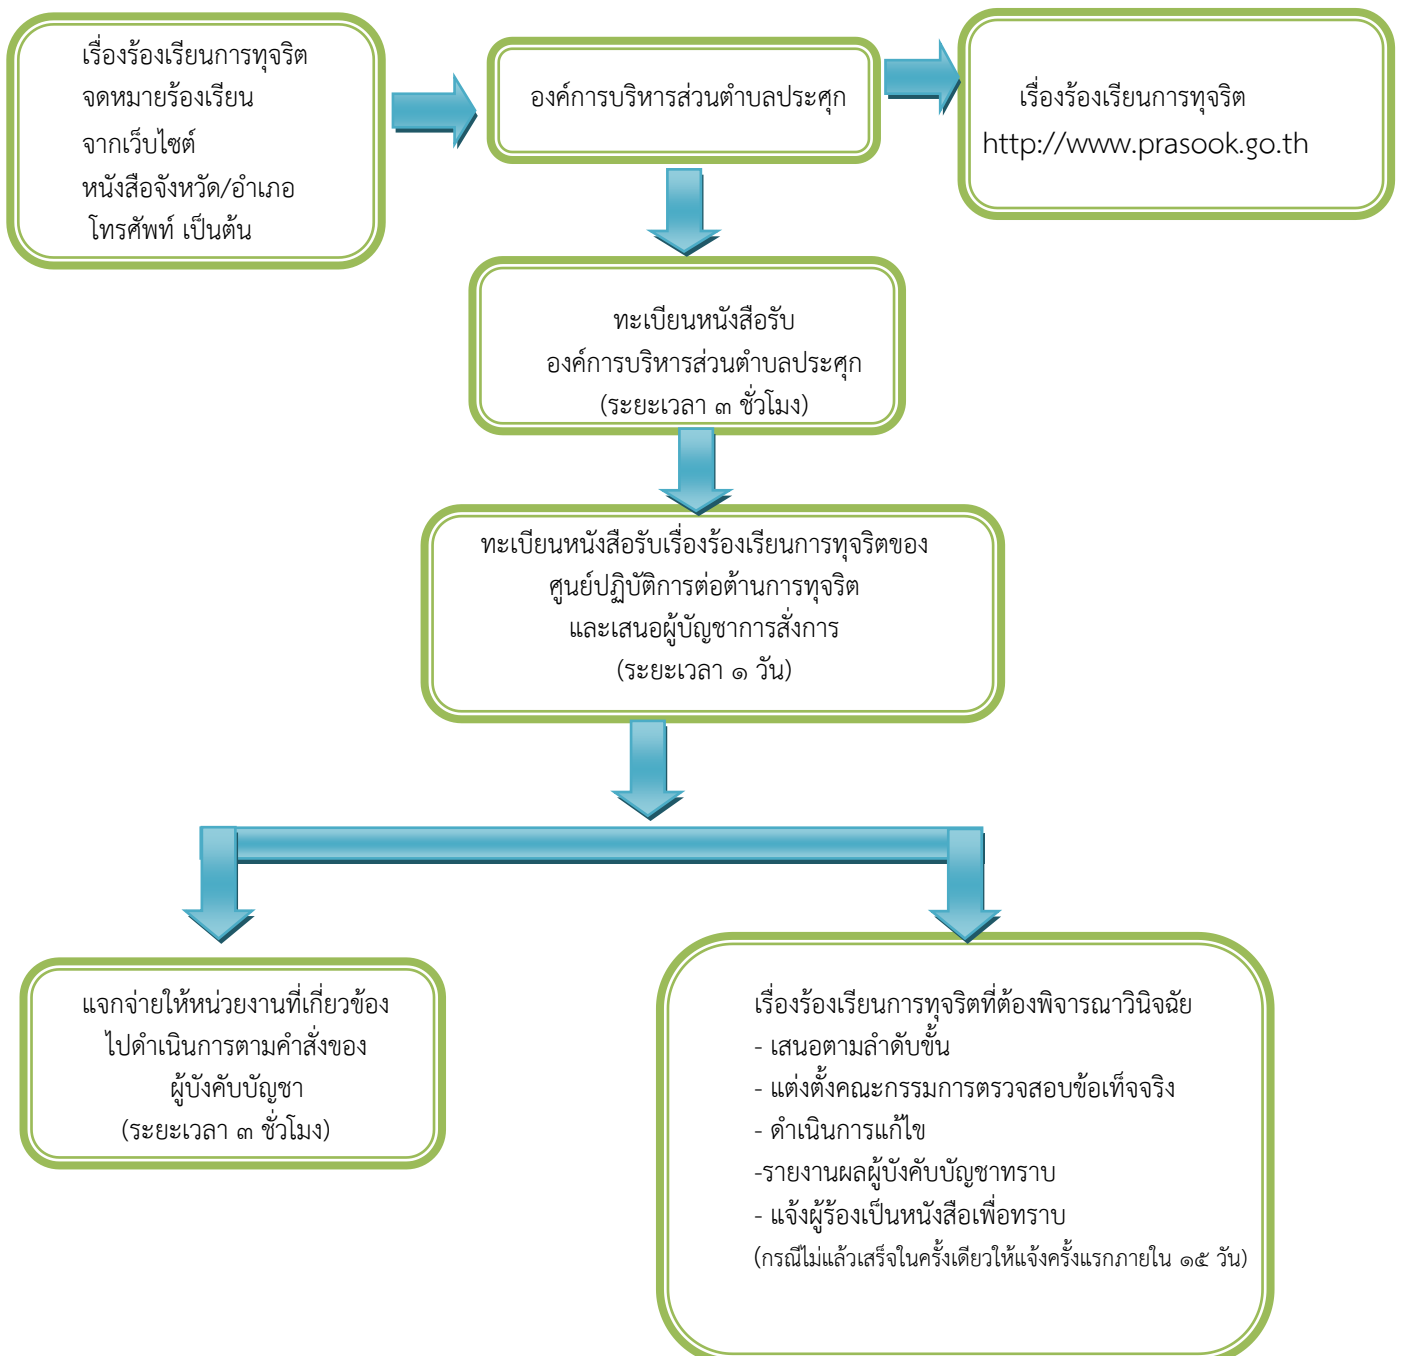 เรื่องร้องเรียนการทุจริต
จดหมายร้องเรียน
จากเว็บไซต์
หนังสือจังหวัด/อำเภอ
โทรศัพท์ เป็นต้น
องค์การบริหารส่วนตำบลประศุก
เรื่องร้องเรียนการทุจริต
http://www.prasook.go.th
ทะเบียนหนังสือรับ
องค์การบริหารส่วนตำบลประศุก
(ระยะเวลา ๓ ชั่วโมง)
ทะเบียนหนังสือรับเรื่องร้องเรียนการทุจริตของ
ศูนย์ปฏิบัติการต่อต้านการทุจริต
และเสนอผู้บัญชาการสั่งการ
(ระยะเวลา ๑ วัน)
แจกจ่ายให้หน่วยงานที่เกี่ยวข้อง
ไปดำเนินการตามคำสั่งของ
ผู้บังคับบัญชา
(ระยะเวลา ๓ ชั่วโมง)
เรื่องร้องเรียนการทุจริตที่ต้องพิจารณาวินิจฉัย
- เสนอตามลำดับขั้น
- แต่งตั้งคณะกรรมการตรวจสอบข้อเท็จจริง
- ดำเนินการแก้ไข
-รายงานผลผู้บังคับบัญชาทราบ
- แจ้งผู้ร้องเป็นหนังสือเพื่อทราบ
(กรณีไม่แล้วเสร็จในครั้งเดียวให้แจ้งครั้งแรกภายใน ๑๕ วัน)